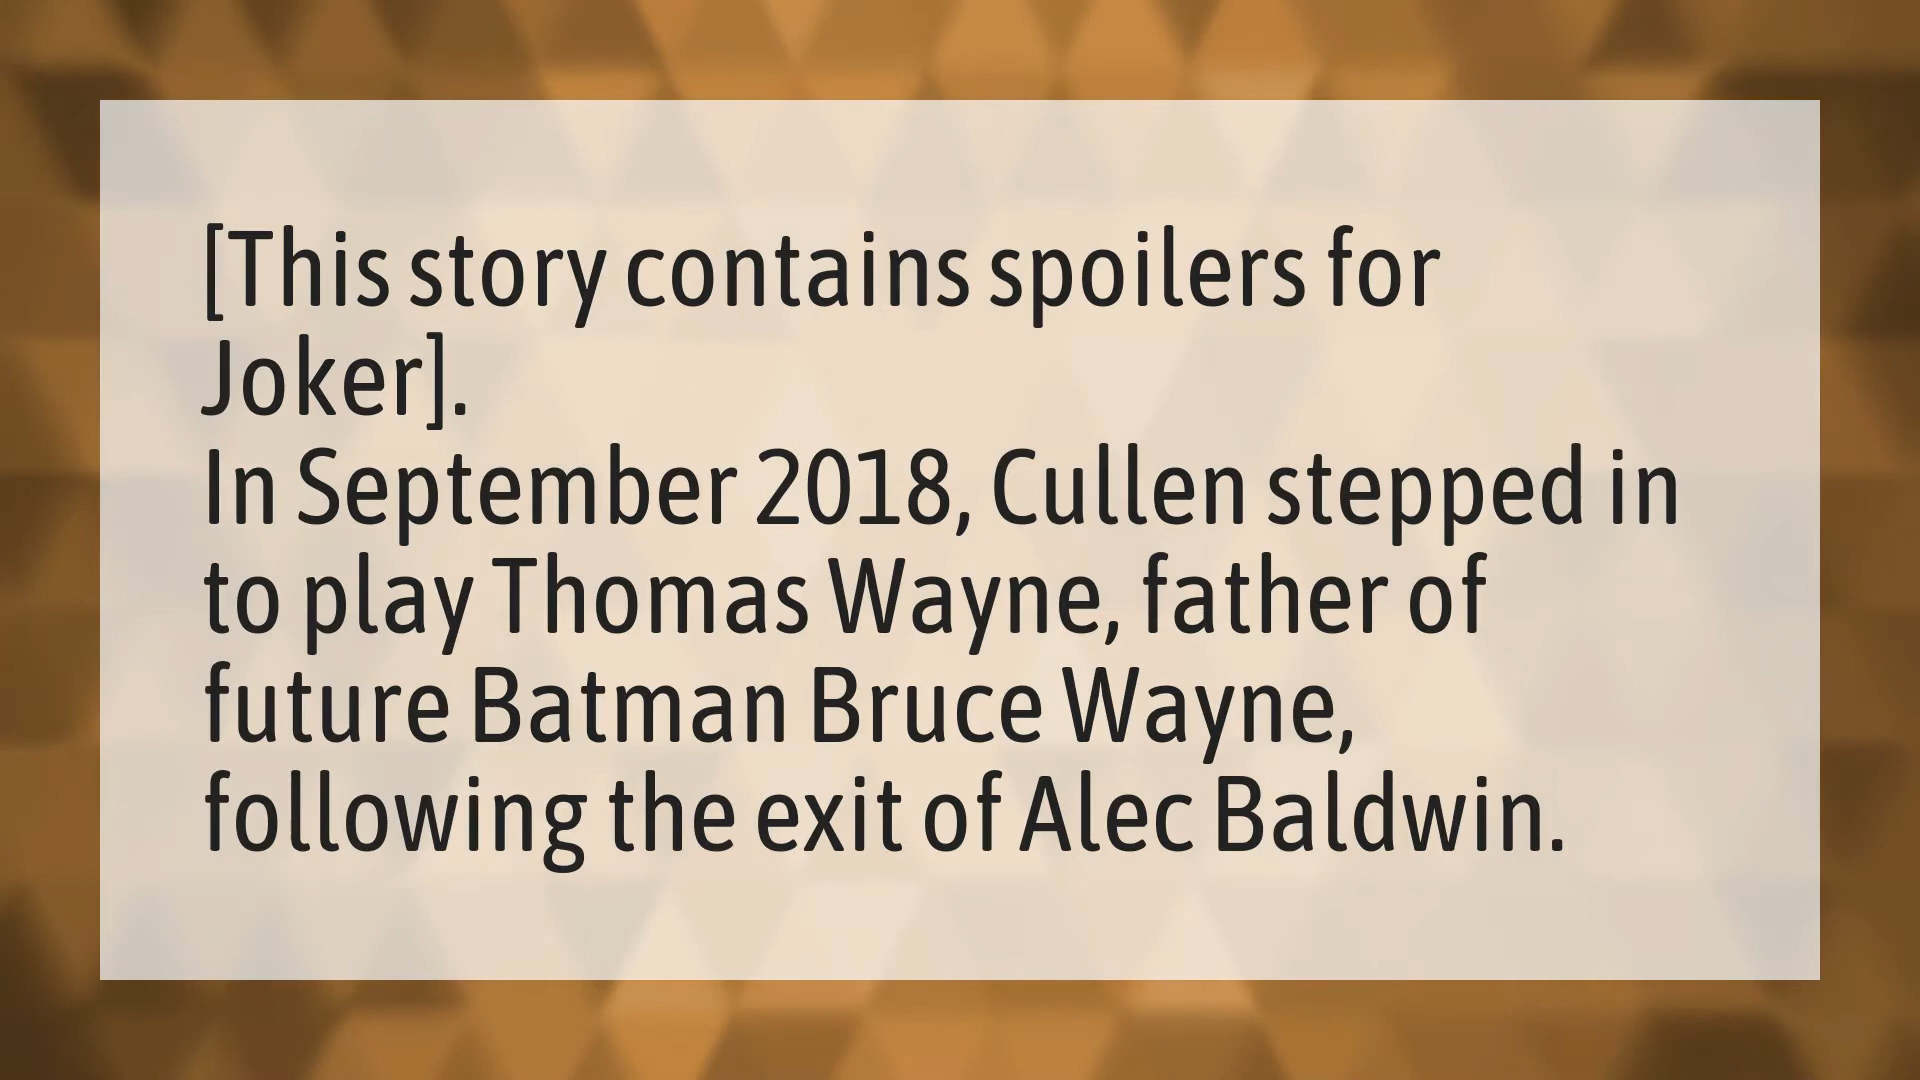 [This story contains spoilers for
Joker].
In September 2018, Cullen stepped in
to play Thomas Wayne, father of
future Batman Bruce Wayne,
following the exit of Alec Baldwin.